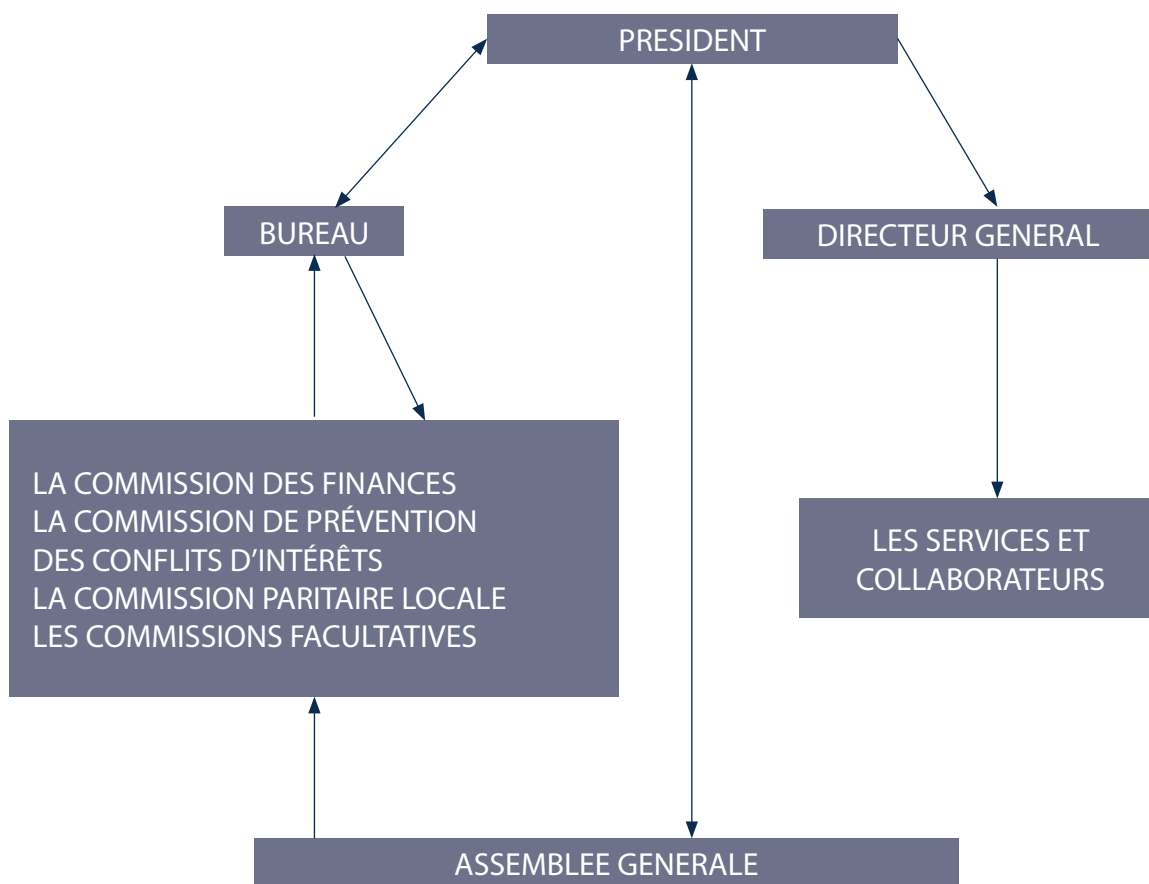 PRESIDENT
BUREAU
DIRECTEUR GENERAL
LA COMMISSION DES FINANCES
LA COMMISSION DE PRÉVENTION
DES CONFLITS D'INTÉRÊTS
LA COMMISSION PARITAIRE LOCALE
LES COMMISSIONS FACULTATIVES
LES SERVICES ET
COLLABORATEURS
ASSEMBLEE GENERALE